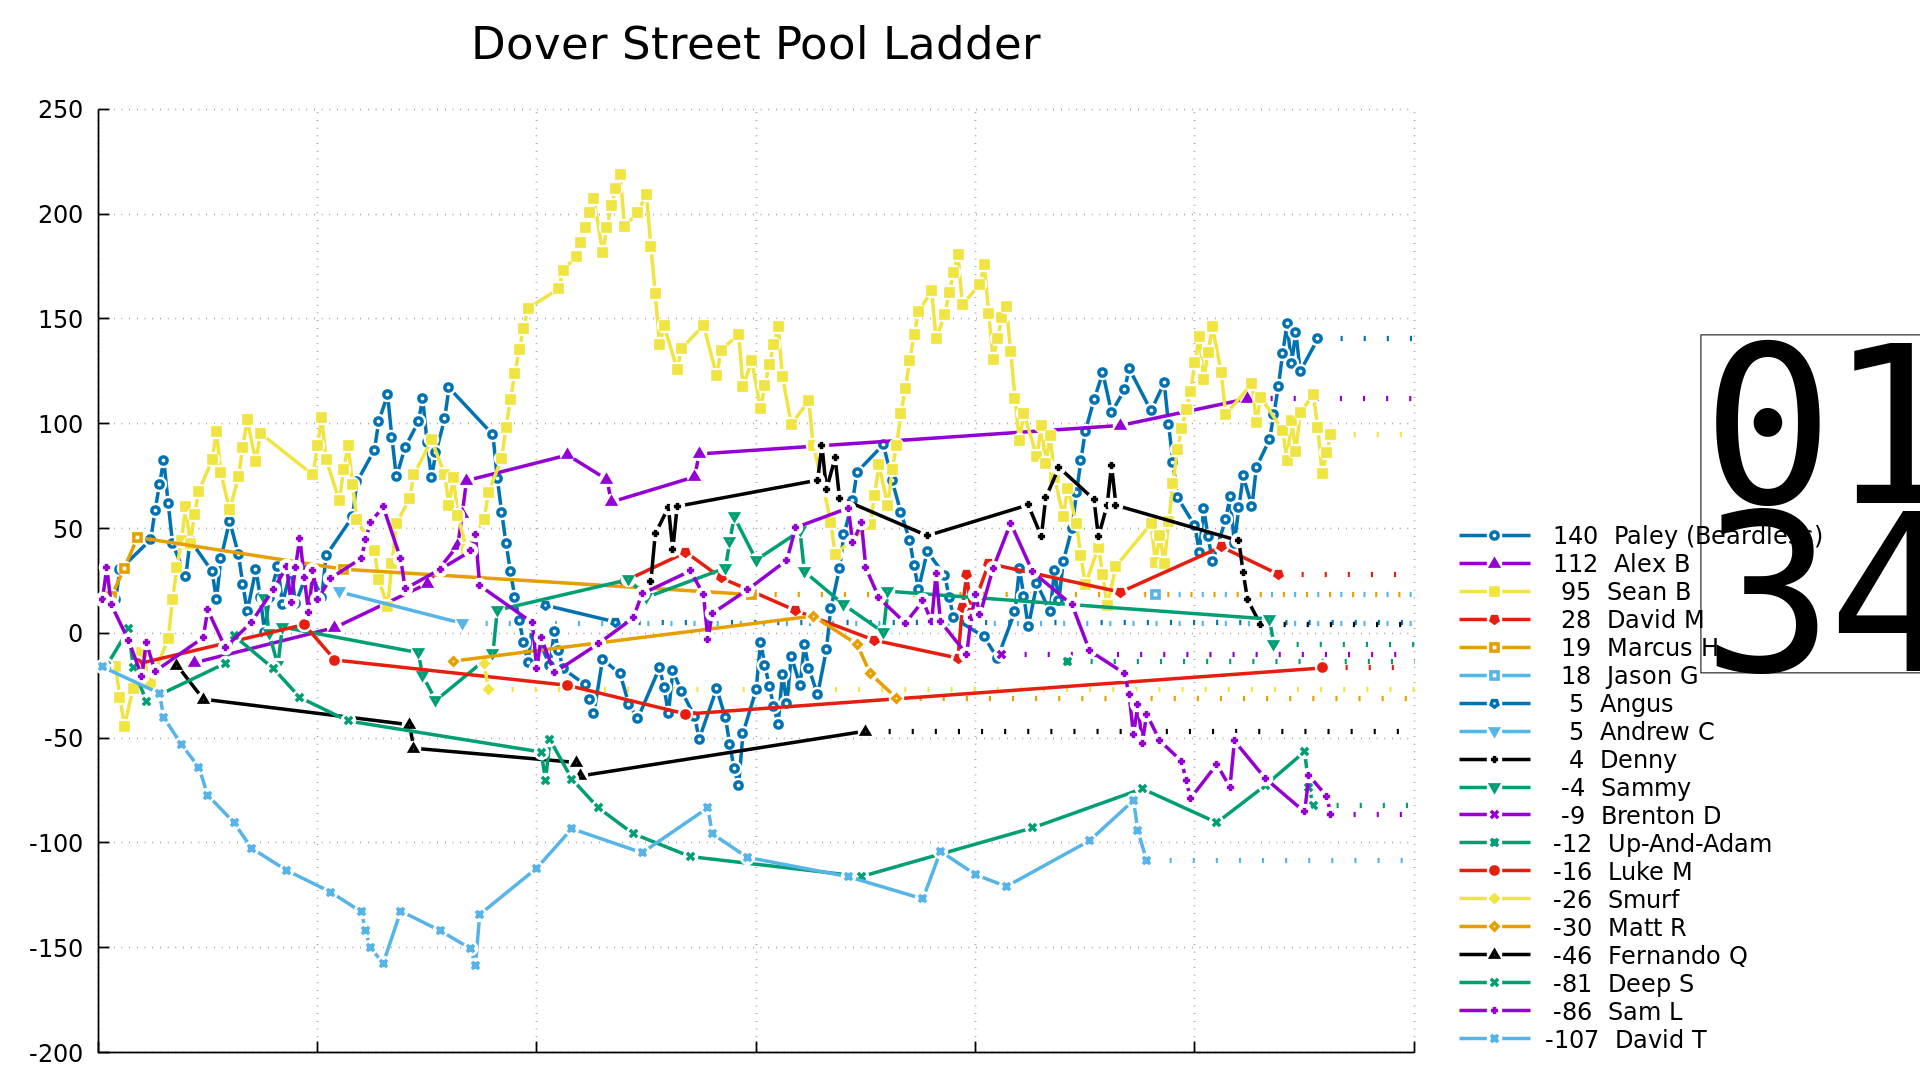 Dover Street Pool Ladder
250
200
150
100
50
0
-50
-100
-150
-200
01
34
140 Paley (Beardless)
112 Alex B
95 Sean B
28 David M
19 Marcus H
18 Jason G
5 Angus
5 Andrew C
4 Denny
-4 Sammy
-9 Brenton D
-12 Up-And-Adam
-16 Luke M
-26 Smurf
-30 Matt R
-46 Fernando Q
-81 Deep S
-86 Sam L
-107 David T